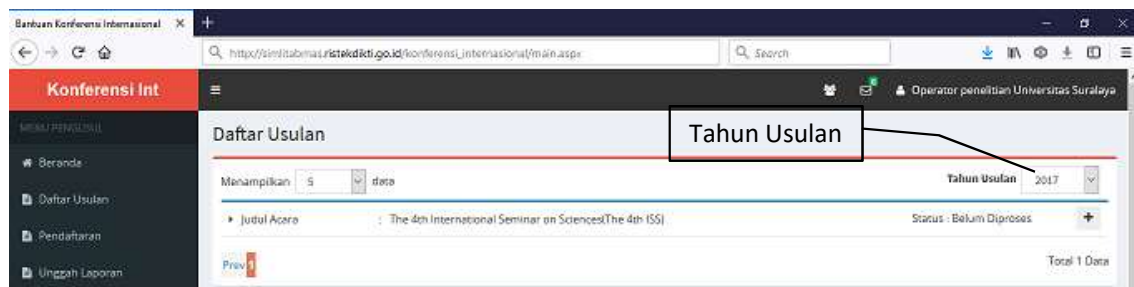 Bantuan Konferensi Internasional
http://simlitabmas.ristekdikti.go.id/konferensi_internasional/main.aspx
Search
Konferensi Int
Operator penelitian Universitas Suralaya
MENU PENGUSUL
Daftar Usulan
Tahun Usulan
Beranda
Menampilkan 5 data
Tahun Usulan 2017
Daftar Usulan
Judul Acara : The 4th International Seminar on Sciences(The 4th ISS)
Status : Belum Diproses
Pendaftaran
Prev 1
Total 1 Data
Unggah Laporan